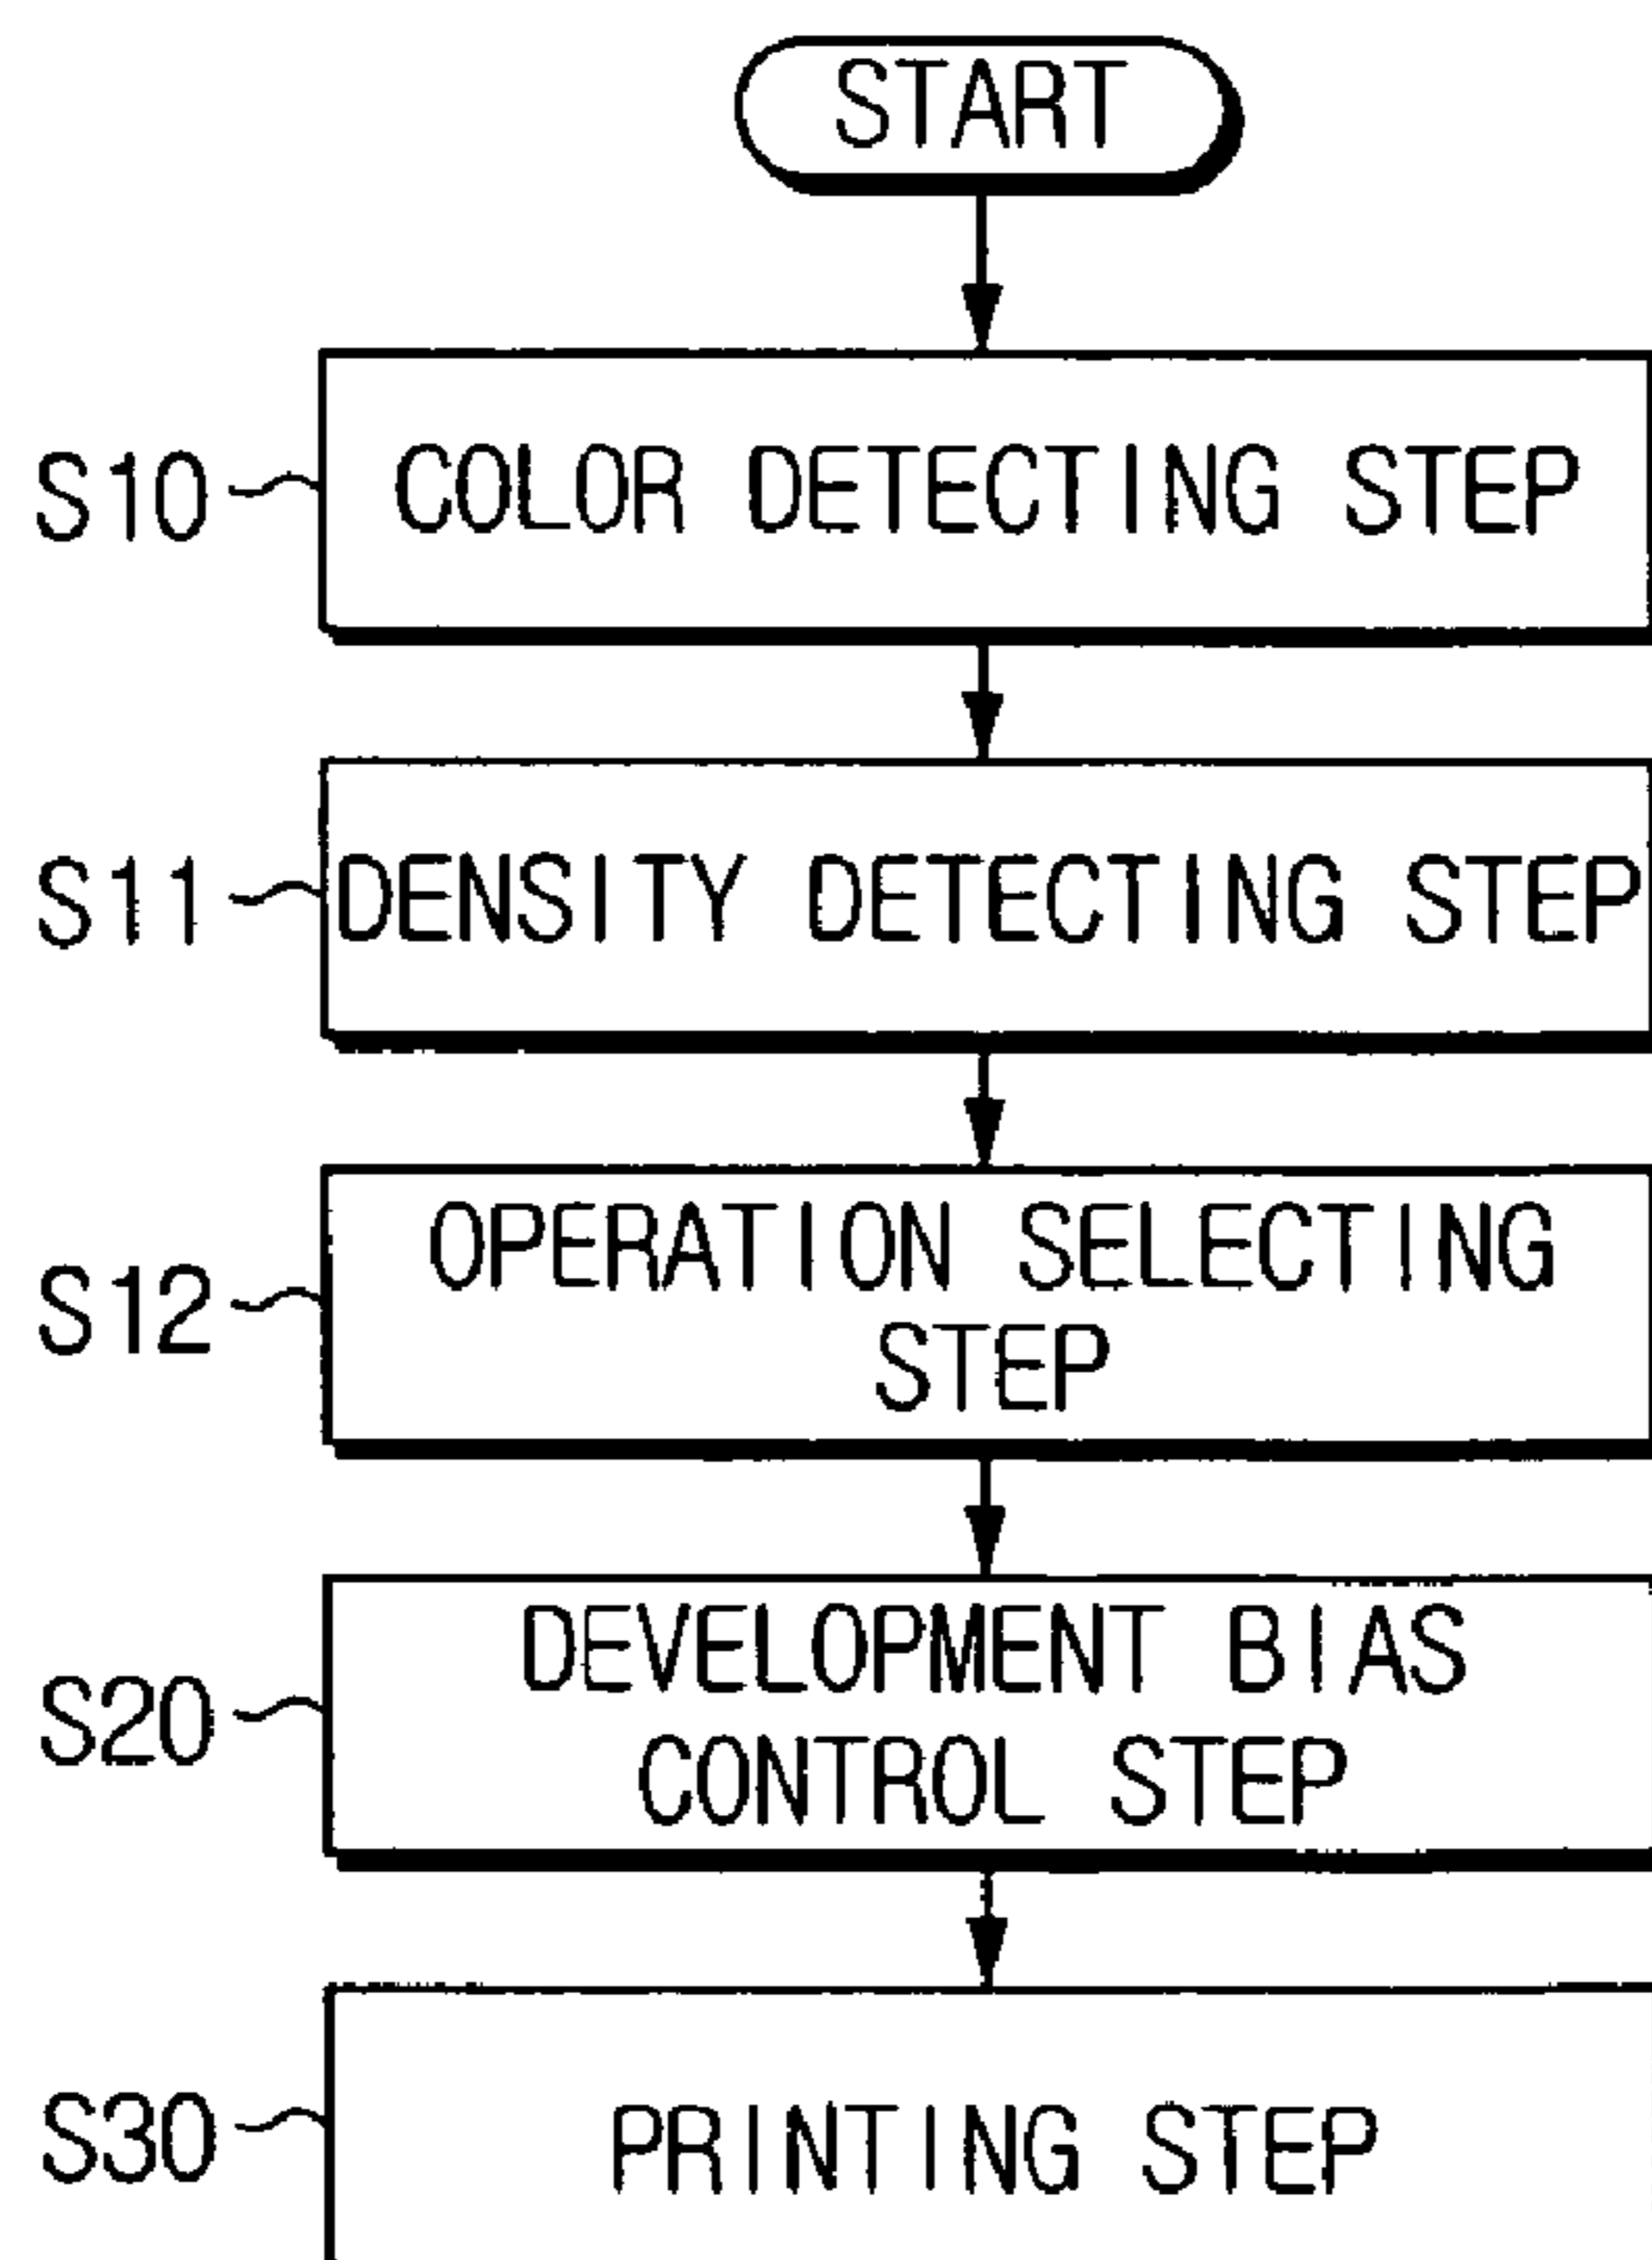 START
S10 COLOR DETECTING STEP
S11 DENSITY DETECTING STEP
S12 OPERATION SELECTING
STEP
S20 DEVELOPMENT BIAS
CONTROL STEP
S30 PRINTING STEP